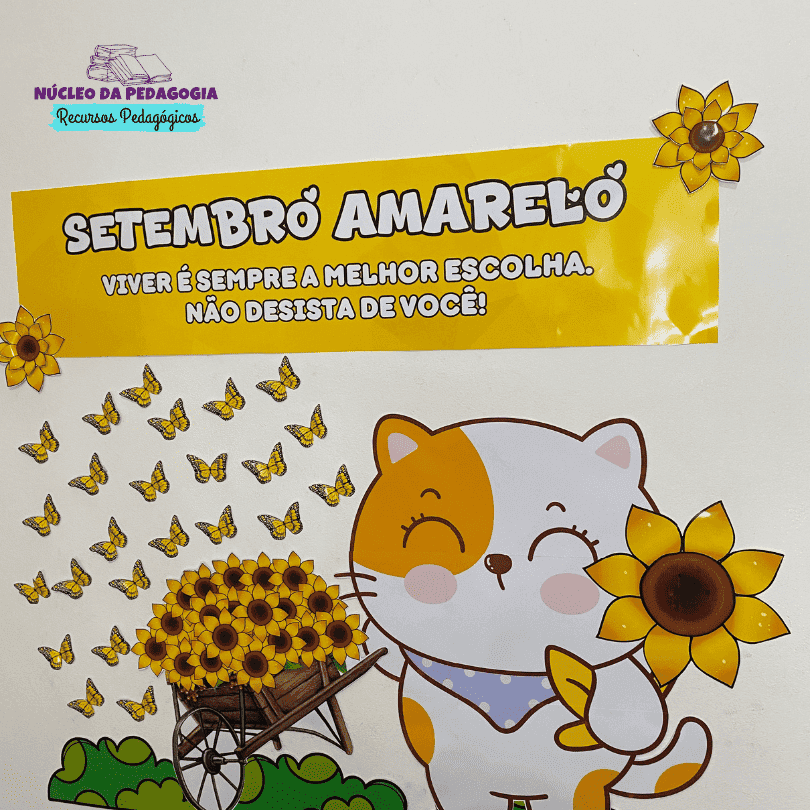 NÚCLEO DA PEDAGOGIA
Recursos Pedagógicos
SETEMBRO AMARELO
VIVER É SEMPRE A MELHOR ESCOLHA.
NÃO DESISTA DE VOCÊ!